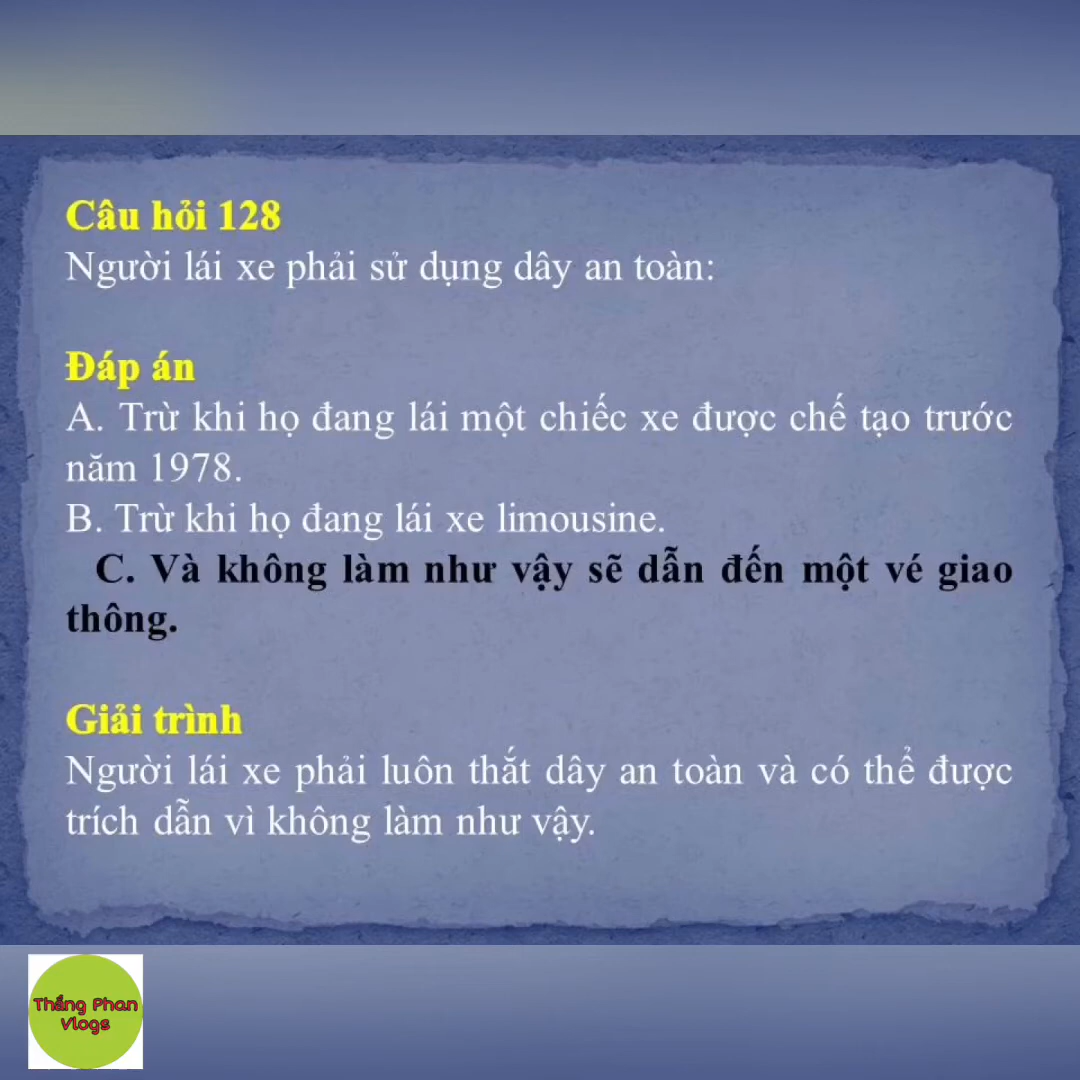 Câu hỏi 128
Người lái xe phải sử dụng dây an toàn:
Đáp án
A. Trừ khi họ đang lái một chiếc xe được chế tạo trước
năm 1978.
B. Trừ khi họ đang lái xe limousine.
C. Và không làm như vậy sẽ dẫn đến một vé giao
thông.
Giải trình
Người lái xe phải luôn thắt dây an toàn và có thể được
trích dẫn vì không làm như vậy.
Thắng Phan
Vlogs